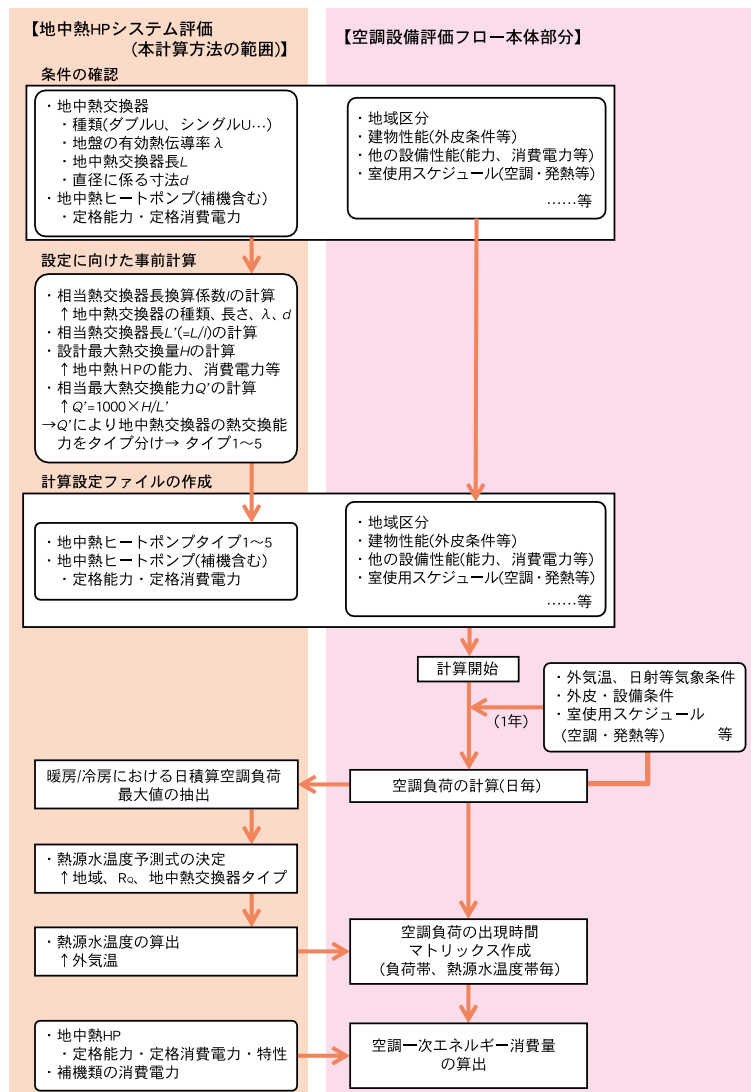 【地中熱HPシステム評価
(本計算方法の範囲)】
【空調設備評価フロー本体部分】
条件の確認
・地中熱交換器
・種類(ダブルU、シングルU…)
・地盤の有効熱伝導率λ
・地中熱交換器長L
・直径に係る寸法d
・地中熱ヒートポンプ(補機含む)
・定格能力・定格消費電力
・地域区分
・建物性能(外皮条件等)
・他の設備性能(能力、消費電力等)
・室使用スケジュール(空調・発熱等)
……等
設定に向けた事前計算
・相当熱交換器長換算係数lの計算
↑地中熱交換器の種類、長さ、λ、d
・相当熱交換器長L'(=L/l)の計算
・設計最大熱交換量Hの計算
↑地中熱HPの能力、消費電力等
・相当最大熱交換能力Q'の計算
↑Q'=1000×H/L'
→Q'により地中熱交換器の熱交換能
力をタイプ分け→ タイプ1〜5
計算設定ファイルの作成
・地中熱ヒートポンプタイプ1〜5
・地中熱ヒートポンプ(補機含む)
・定格能力・定格消費電力
・地域区分
・建物性能(外皮条件等)
・他の設備性能(能力、消費電力等)
・室使用スケジュール(空調・発熱等)
……等
計算開始
・外気温、日射等気象条件
・外皮・設備条件
・室使用スケジュール
(空調・発熱等) 等
(1年)
暖房/冷房における日積算空調負荷
最大値の抽出
空調負荷の計算(日毎)
・熱源水温度予測式の決定
↑地域、RQ、地中熱交換器タイプ
・熱源水温度の算出
↑外気温
空調負荷の出現時間
マトリックス作成
(負荷帯、熱源水温度帯毎)
・地中熱HP
・定格能力・定格消費電力・特性
・補機類の消費電力
空調一次エネルギー消費量
の算出